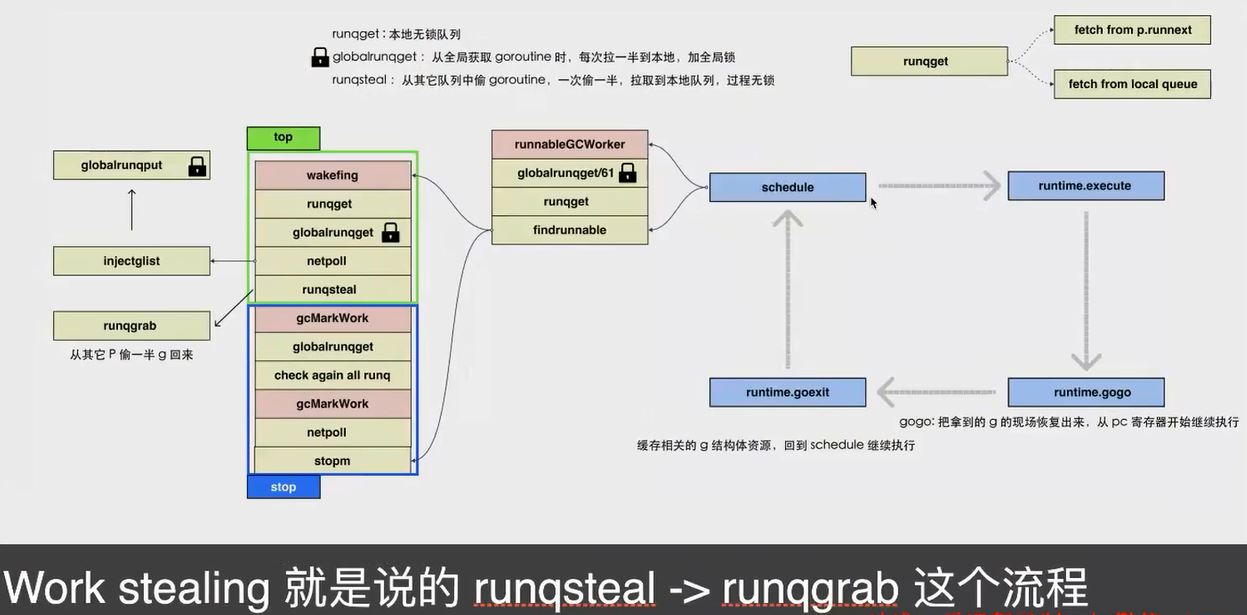 runqget : 本地无锁队列
globalrunqget : 从全局获取 goroutine 时，每次拉一半到本地，加全局锁
runqsteal : 从其它队列中偷 goroutine，一次偷一半，拉取到本地队列，过程无锁
runqget
fetch from p.runnext
fetch from local queue
globalrunqput
injectglist
runqgrab
从其它 P 偷一半 g 回来
top
wakefing
runqget
globalrunqget
netpoll
runqsteal
gcMarkWork
globalrunqget
check again all runq
gcMarkWork
netpoll
stopm
stop
runnableGCWorker
globalrunqget/61
runqget
findrunnable
schedule
runtime.execute
runtime.goexit
runtime.gogo
gogo: 把拿到的 g 的现场恢复出来，从 pc 寄存器开始继续执行
缓存相关的 g 结构体资源，回到 schedule 继续执行
Work stealing 就是说的 runqsteal -> runqgrab 这个流程